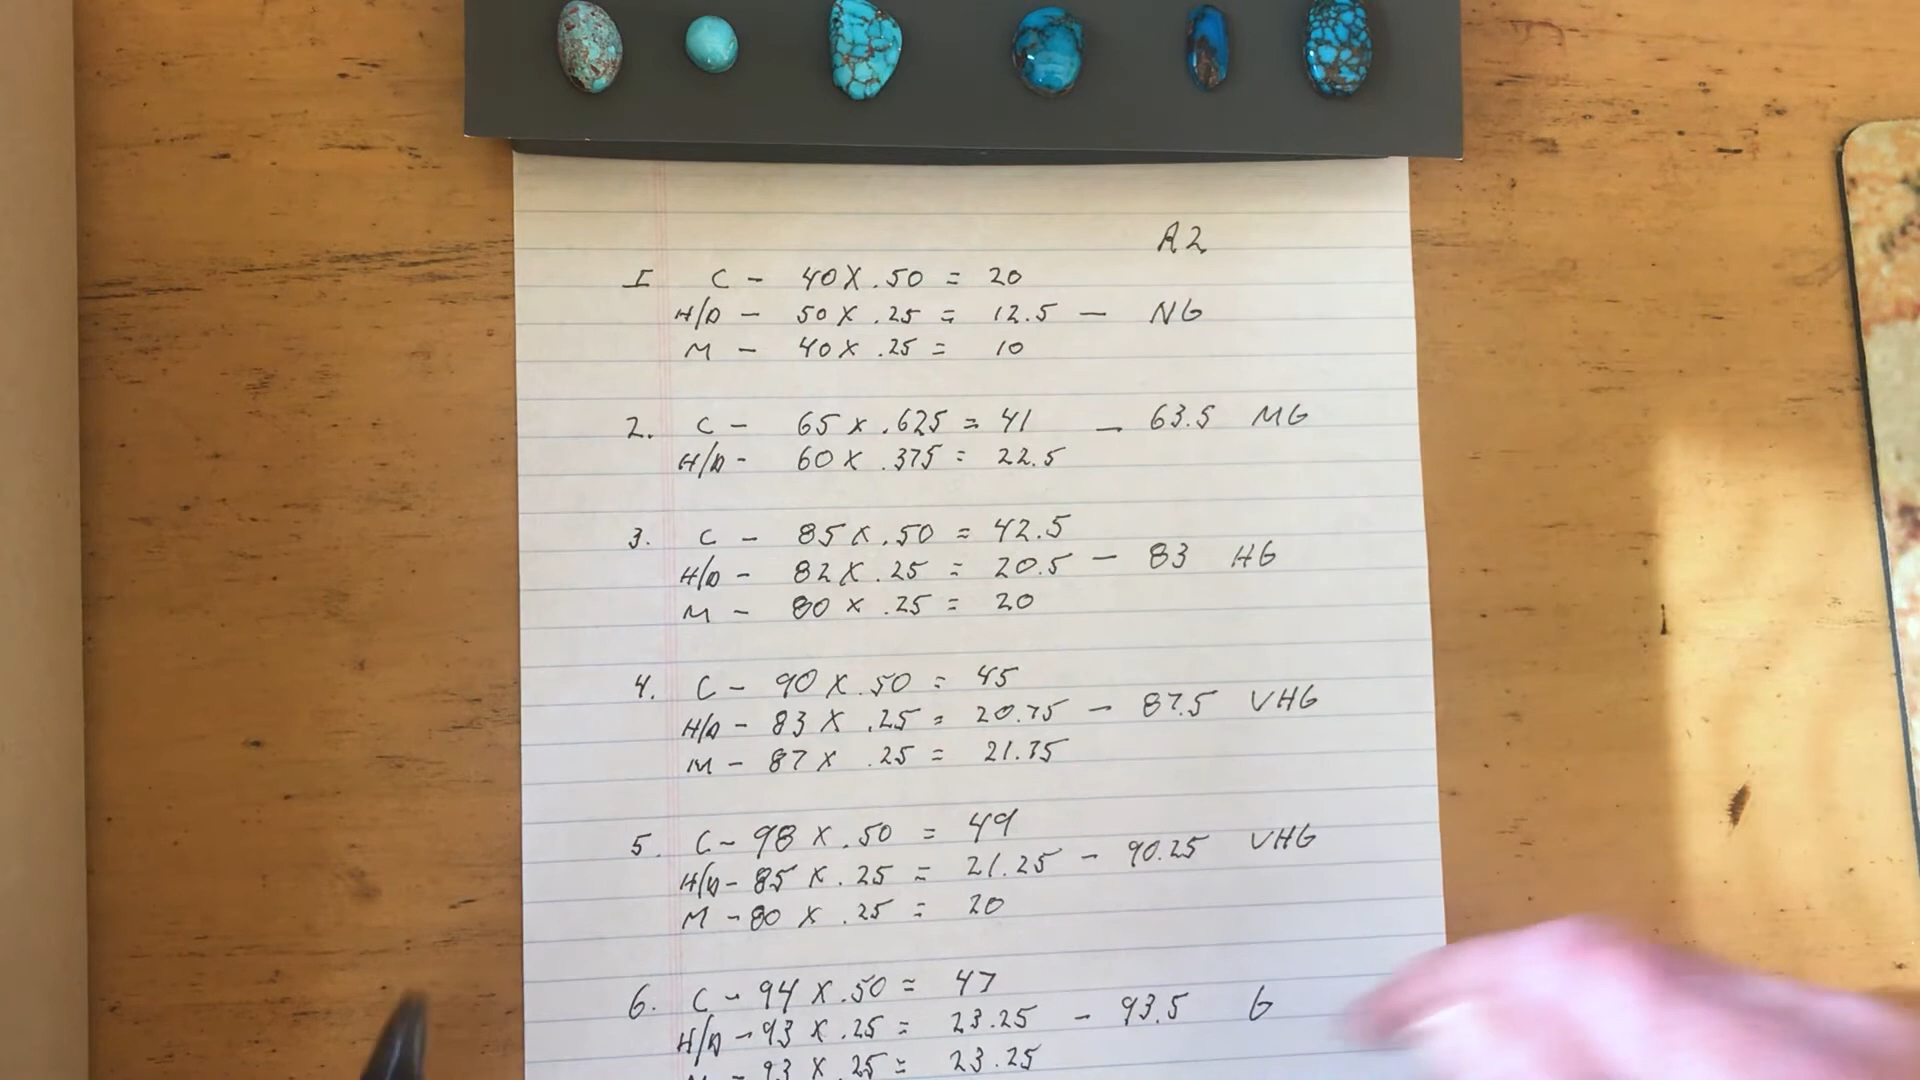 A2
I C - 40 X .50 = 20
H/D - 50 X .25 = 12.5 - NG
M - 40 X .25 = 10
2. C - 65 X .625 = 41 - 63.5 MG
H/D - 60 X .375 = 22.5
3. C - 85 X .50 = 42.5
H/D - 82 X .25 = 20.5 - 83 HG
M - 80 X .25 = 20
4. C - 90 X .50 = 45
H/D - 83 X .25 = 20.75 - 87.5 VHG
M - 87 X .25 = 21.75
5. C - 98 X .50 = 49
H/D - 85 X .25 = 21.25 - 90.25 VHG
M - 80 X .25 = 20
6. C - 94 X .50 = 47
H/D - 93 X .25 = 23.25 - 93.5 G
- 93 X .25 = 23.25